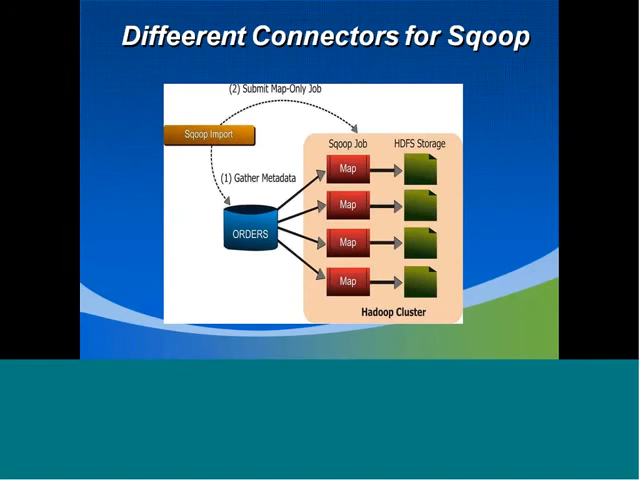 Diffeerent Connectors for Sqoop
(2) Submit Map-Only Job
Sqoop Import
Sqoop Job
HDFS Storage
Map
(1) Gather Metadata
Map
ORDERS
Map
Map
Hadoop Cluster